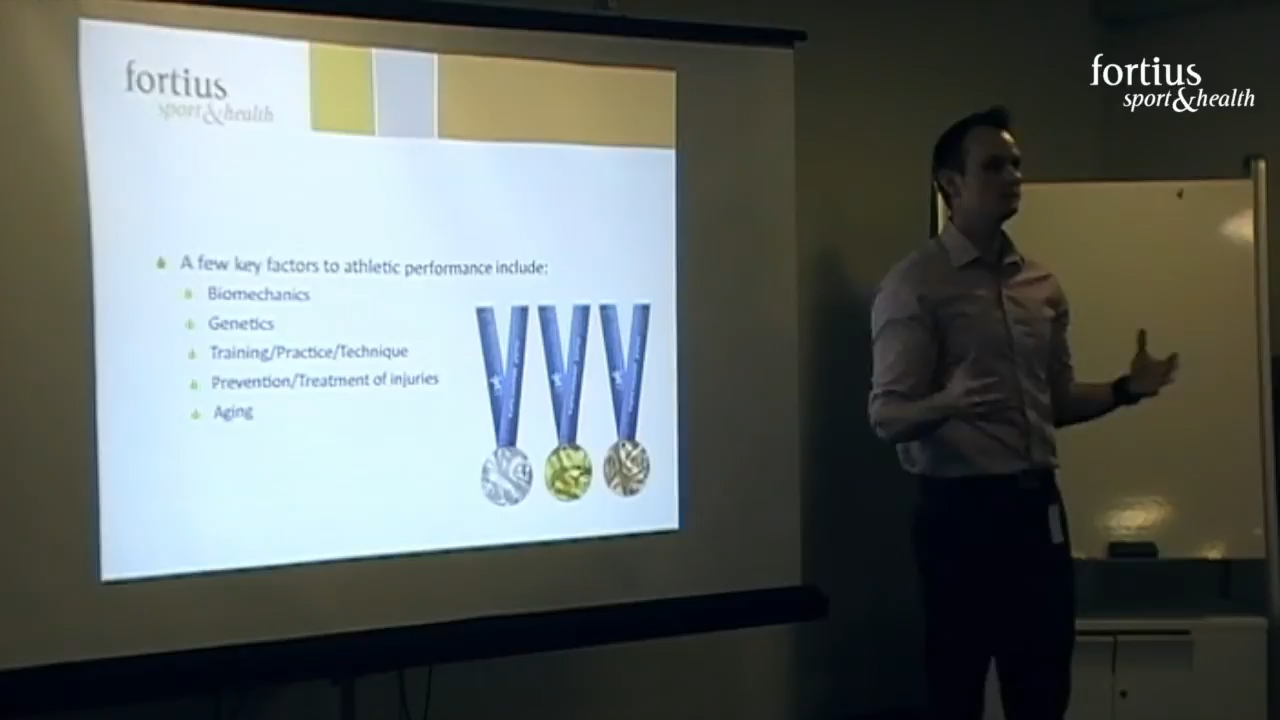 fortius
sport&health
A few key factors to athletic performance include:
Biomechanics
Genetics
Training/Practice/Technique
Prevention/Treatment of injuries
Aging
fortius
sport&health